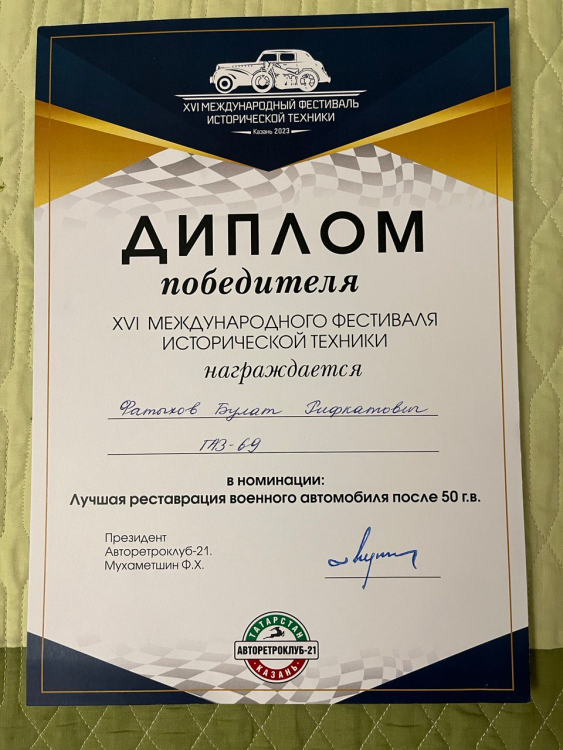 XVI МЕЖДУНАРОДНЫЙ ФЕСТИВАЛЬ
ИСТОРИЧЕСКОЙ ТЕХНИКИ
Казань 2023
ДИПЛОМ
победителя
XVI МЕЖДУНАРОДНОГО ФЕСТИВАЛЯ
ИСТОРИЧЕСКОЙ ТЕХНИКИ
награждается
Фатыхов Булат Рифкатович
ГАЗ-69
в номинации:
Лучшая реставрация военного автомобиля после 50 г.в.
Президент
Авторетроклуб-21.
Мухаметшин Ф.Х.
ТАТАРСТАН
АВТОРЕТРОКЛУБ-21
КАЗАНЬ